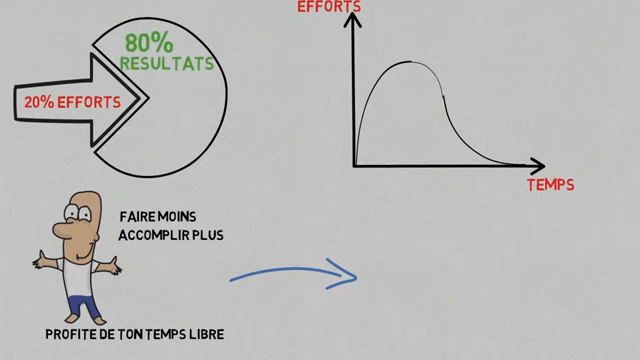 80%
RESULTATS
20% EFFORTS
EFFORTS
TEMPS
FAIRE MOINS
ACCOMPLIR PLUS
PROFITE DE TON TEMPS LIBRE